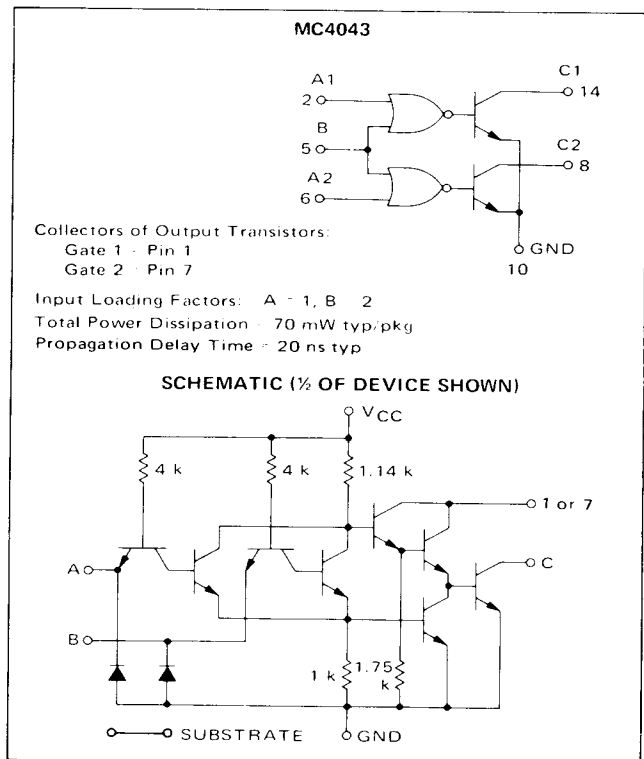 MC4043
C1
A1
2
14
B
5
C2
8
A2
6
GND
10
Collectors of Output Transistors:
Gate 1 - Pin 1
Gate 2 - Pin 7
Input Loading Factors: A = 1, B 2
Total Power Dissipation = 70 mW typ/pkg
Propagation Delay Time = 20 ns typ
SCHEMATIC (½ OF DEVICE SHOWN)
VCC
4 k
4 k
1.14 k
1 or 7
A
C
B
1 k
1.75
k
SUBSTRATE
GND